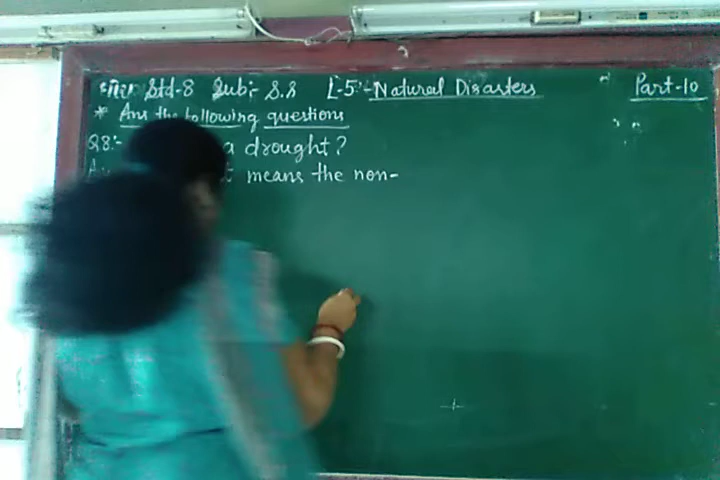 Std-8 Sub:- S.S L-5:- Natural Disasters Part-10
* Ans the following questions
Q8:- a drought?
means the non-